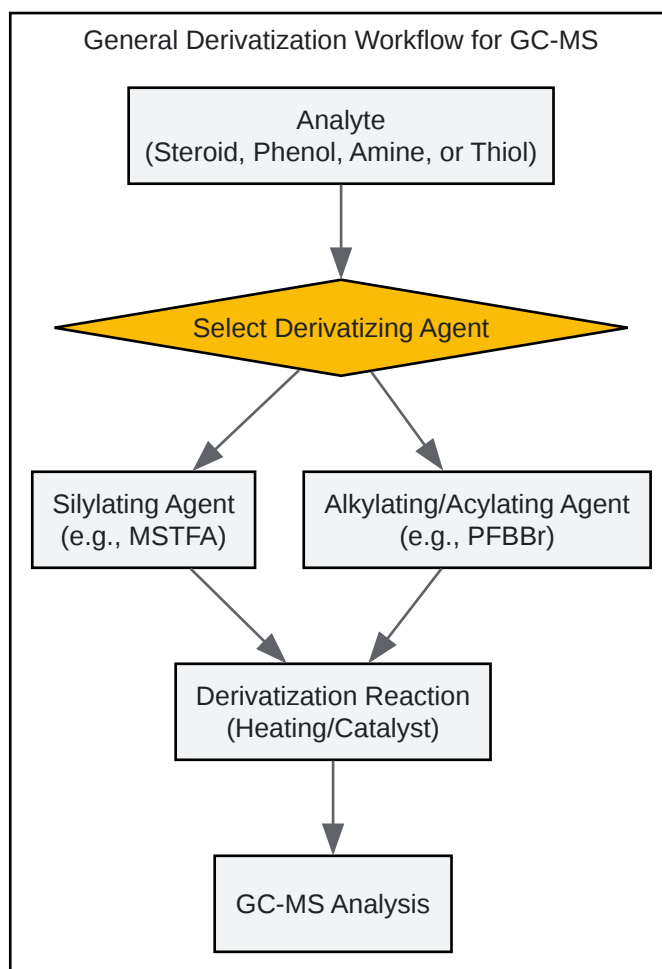 General Derivatization Workflow for GC-MS
Analyte
(Steroid, Phenol, Amine, or Thiol)
Select Derivatizing Agent
Silylating Agent
(e.g., MSTFA)
Alkylating/Acylating Agent
(e.g., PFBBr)
Derivatization Reaction
(Heating/Catalyst)
GC-MS Analysis